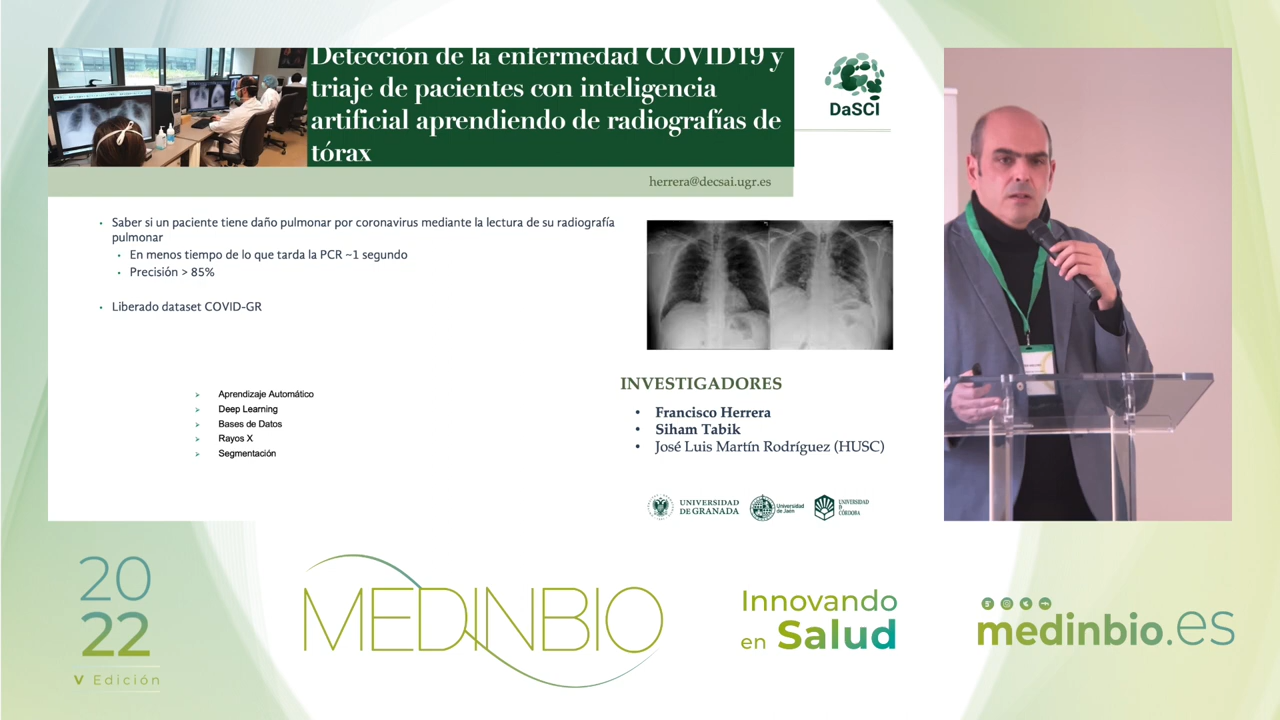 Detección de la enfermedad COVID19 y
triaje de pacientes con inteligencia
artificial aprendiendo de radiografías de
tórax
DaSCI
herrera@decsai.ugr.es
• Saber si un paciente tiene daño pulmonar por coronavirus mediante la lectura de su radiografía
pulmonar
• En menos tiempo de lo que tarda la PCR ~1 segundo
• Precisión > 85%
• Liberado dataset COVID-GR
➢ Aprendizaje Automático
➢ Deep Learning
➢ Bases de Datos
➢ Rayos X
➢ Segmentación
INVESTIGADORES
• Francisco Herrera
• Siham Tabik
• José Luis Martín Rodríguez (HUSC)
UNIVERSIDAD
DE GRANADA
Universidad
de Jaén
UNIVERSIDAD
D
CÓRDOBA
20
22
V Edición
MEDINBIO
Innovando
en Salud
medinbio.es